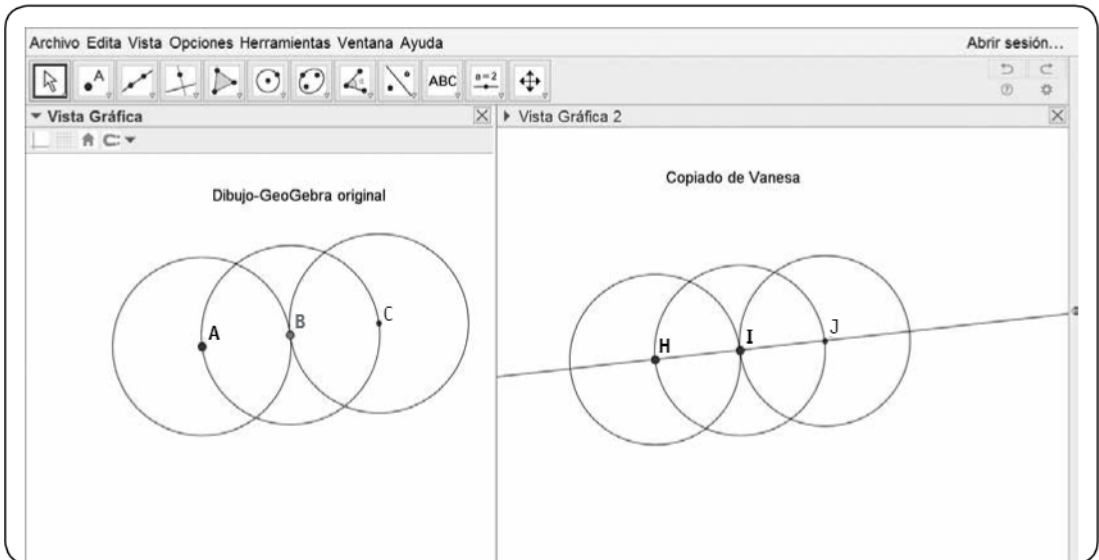 Archivo Edita Vista Opciones Herramientas Ventana Ayuda
Abrir sesión...
A
ABC
a=2
Vista Gráfica
Vista Gráfica 2
Dibujo-GeoGebra original
Copiado de Vanesa
A
B
C
H
I
J